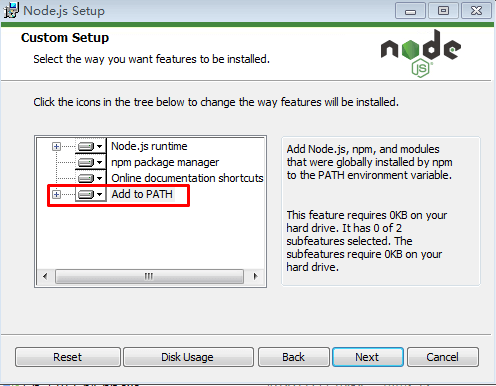 Node.js Setup
Custom Setup
Select the way you want features to be installed.
node
JS
Click the icons in the tree below to change the way features will be installed.
Node.js runtime
npm package manager
Online documentation shortcuts
Add to PATH
Add Node.js, npm, and modules
that were globally installed by npm
to the PATH environment variable.
This feature requires 0KB on your
hard drive. It has 0 of 2
subfeatures selected. The
subfeatures require 0KB on your
hard drive.
Reset
Disk Usage
Back
Next
Cancel